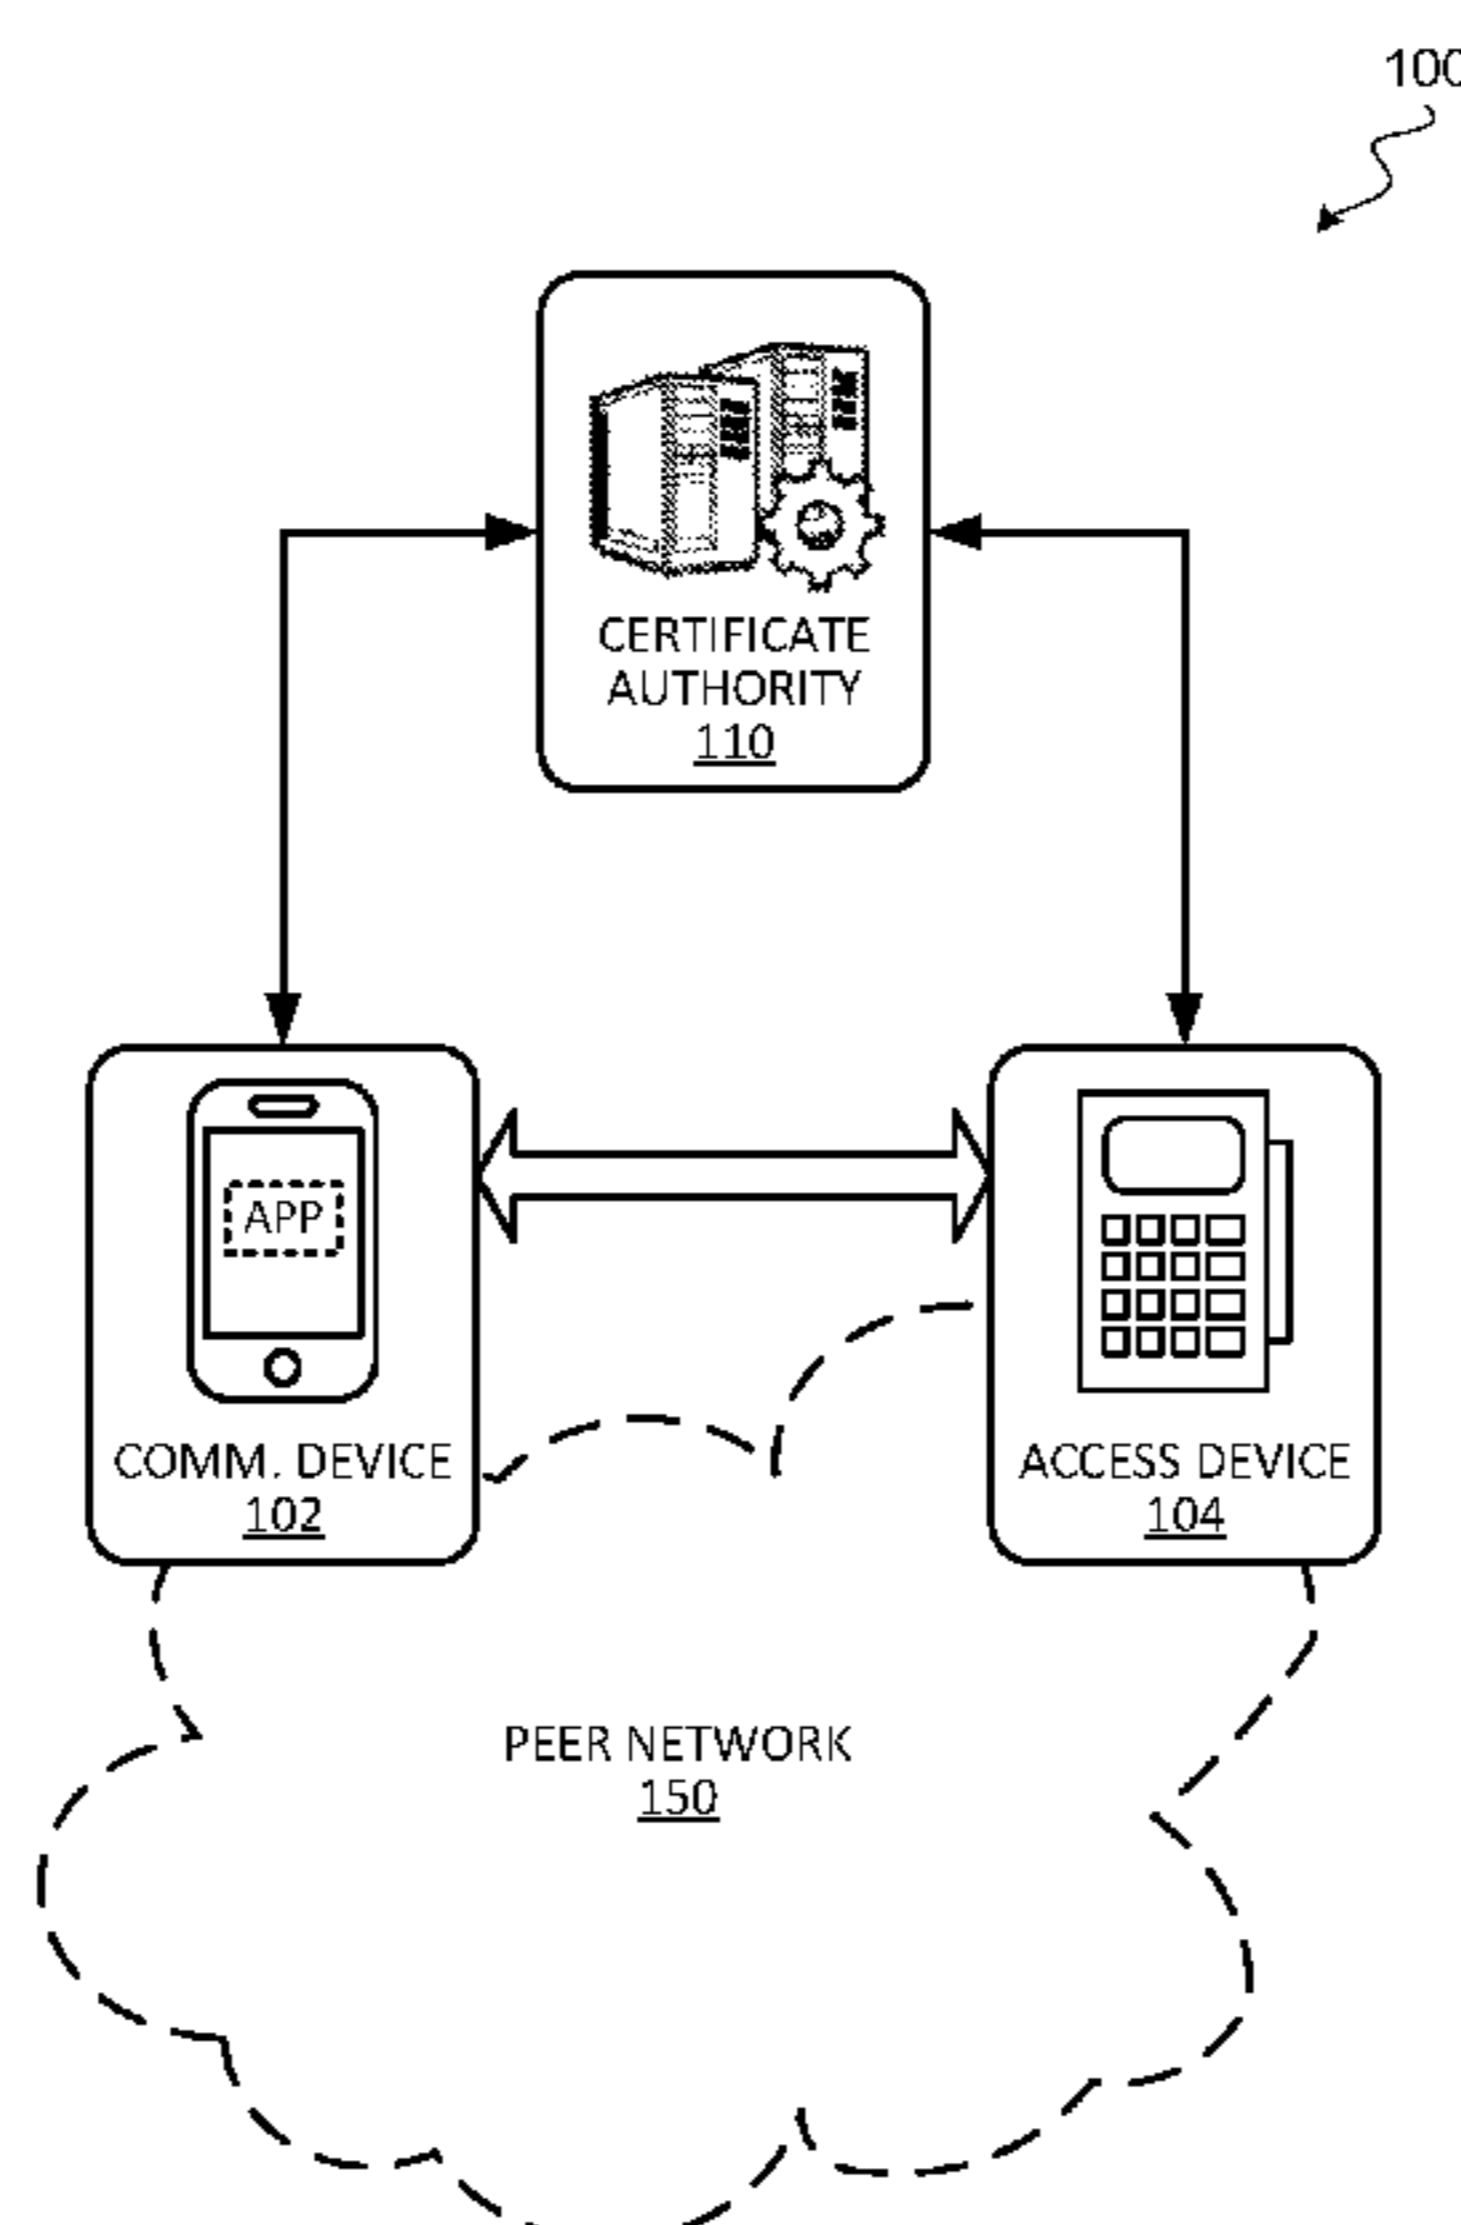 100
CERTIFICATE
AUTHORITY
110
APP
COMM. DEVICE
102
ACCESS DEVICE
104
PEER NETWORK
150